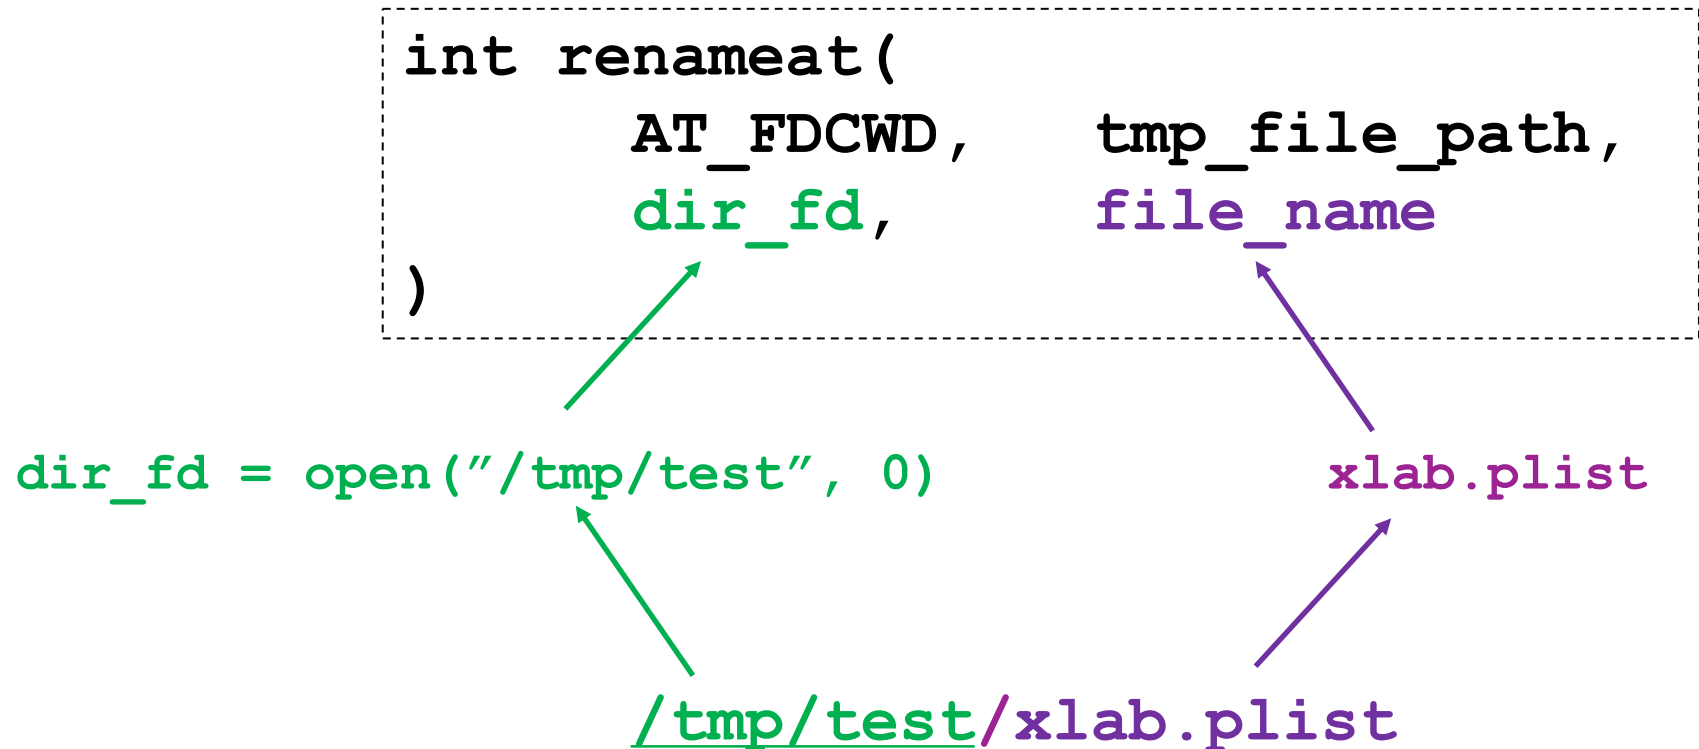 int renameat(
AT_FDCWD, tmp_file_path,
dir_fd, file_name
)
dir_fd = open(″/tmp/test″, 0) xlab.plist
/tmp/test/xlab.plist